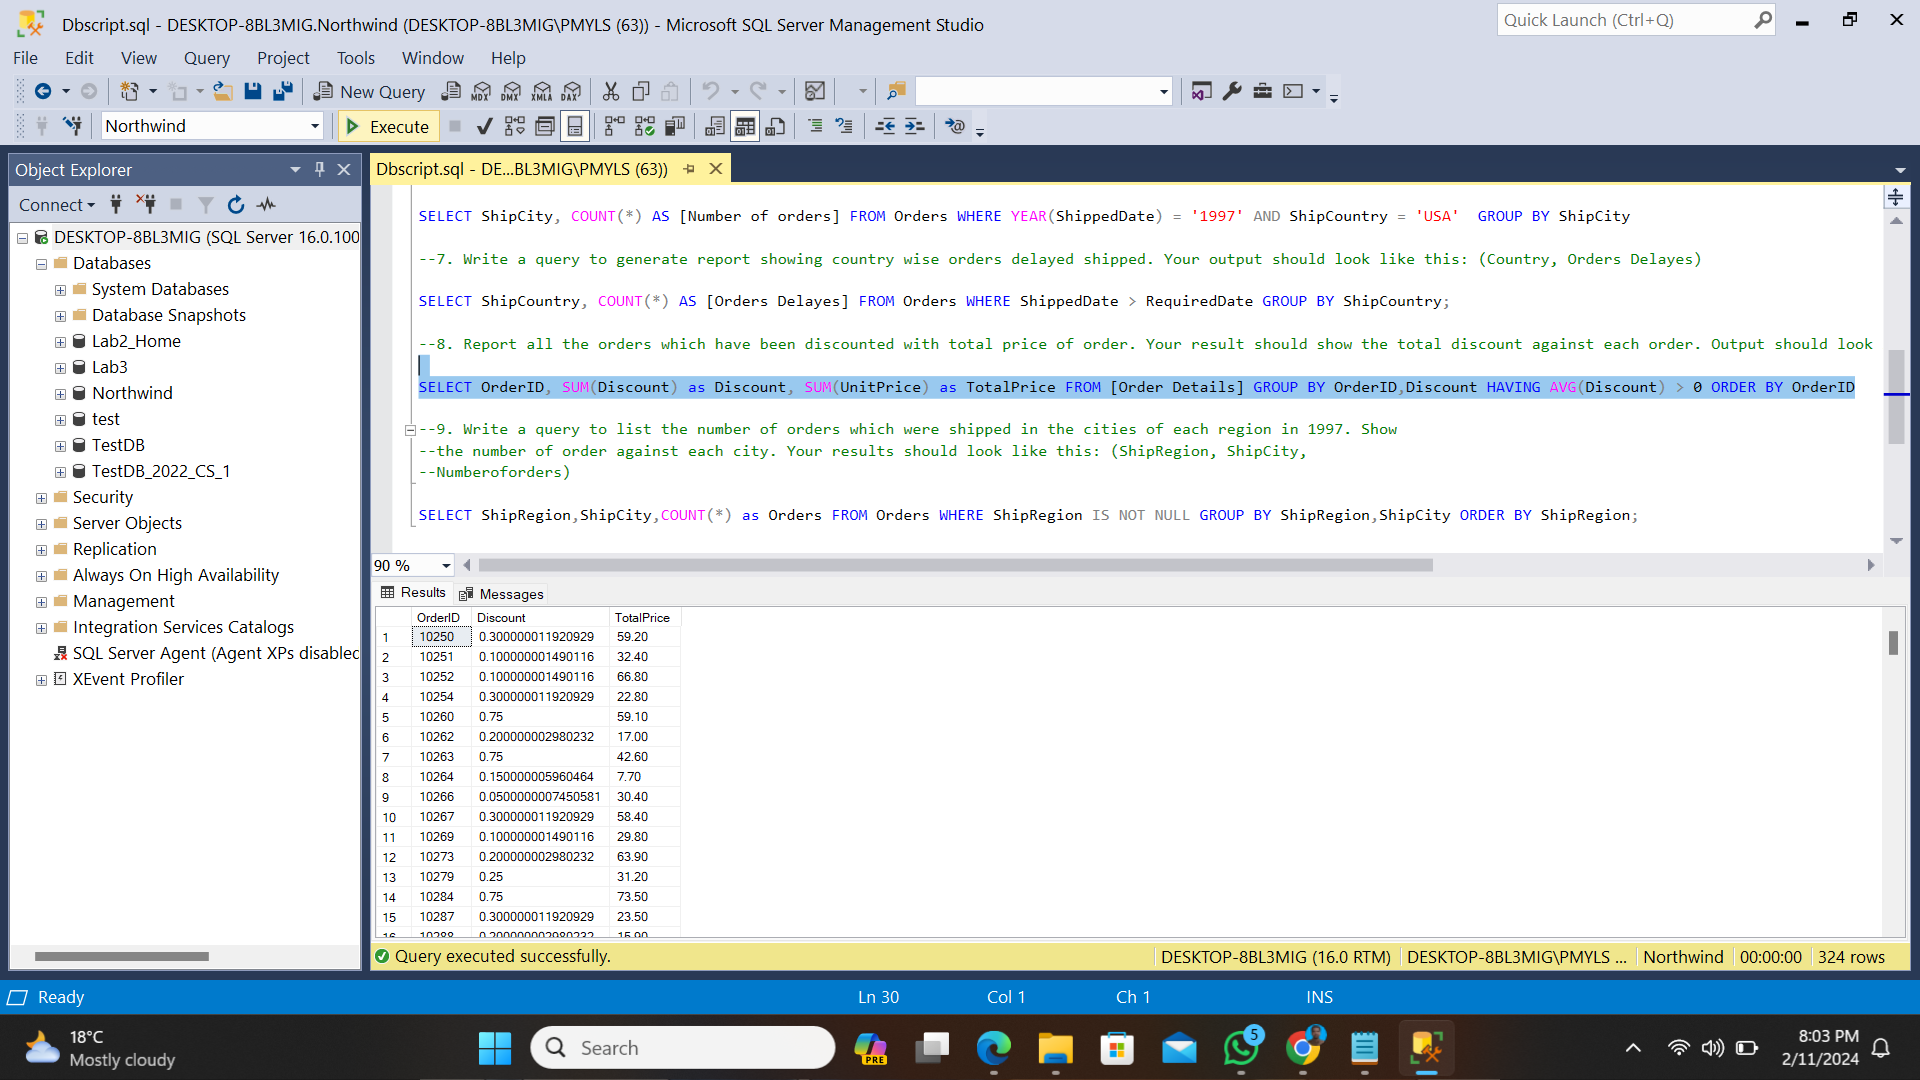 Dbscript.sql - DESKTOP-8BL3MIG.Northwind (DESKTOP-8BL3MIG\PMYLS (63)) - Microsoft SQL Server Management Studio
Quick Launch (Ctrl+Q)
File Edit View Query Project Tools Window Help
New Query
MDX DMX XMLA DAX
Northwind
Execute
Object Explorer
Dbscript.sql - DE...BL3MIG\PMYLS (63))
Connect
DESKTOP-8BL3MIG (SQL Server 16.0.100
Databases
System Databases
Database Snapshots
Lab2_Home
Lab3
Northwind
test
TestDB
TestDB_2022_CS_1
Security
Server Objects
Replication
Always On High Availability
Management
Integration Services Catalogs
SQL Server Agent (Agent XPs disabled
XEvent Profiler
SELECT ShipCity, COUNT(*) AS [Number of orders] FROM Orders WHERE YEAR(ShippedDate) = '1997' AND ShipCountry = 'USA'  GROUP BY ShipCity
--7. Write a query to generate report showing country wise orders delayed shipped. Your output should look like this: (Country, Orders Delayes)
SELECT ShipCountry, COUNT(*) AS [Orders Delayes] FROM Orders WHERE ShippedDate > RequiredDate GROUP BY ShipCountry;
--8. Report all the orders which have been discounted with total price of order. Your result should show the total discount against each order. Output should look
SELECT OrderID, SUM(Discount) as Discount, SUM(UnitPrice) as TotalPrice FROM [Order Details] GROUP BY OrderID,Discount HAVING AVG(Discount) > 0 ORDER BY OrderID
--9. Write a query to list the number of orders which were shipped in the cities of each region in 1997. Show
--the number of order against each city. Your results should look like this: (ShipRegion, ShipCity,
--Numberoforders)
SELECT ShipRegion,ShipCity,COUNT(*) as Orders FROM Orders WHERE ShipRegion IS NOT NULL GROUP BY ShipRegion,ShipCity ORDER BY ShipRegion;
90 %
Results Messages
OrderID Discount TotalPrice
1 10250 0.300000011920929 59.20
2 10251 0.100000001490116 32.40
3 10252 0.100000001490116 66.80
4 10254 0.300000011920929 22.80
5 10260 0.75 59.10
6 10262 0.200000002980232 17.00
7 10263 0.75 42.60
8 10264 0.150000005960464 7.70
9 10266 0.0500000007450581 30.40
10 10267 0.300000011920929 58.40
11 10269 0.100000001490116 29.80
12 10273 0.200000002980232 63.90
13 10279 0.25 31.20
14 10284 0.75 73.50
15 10287 0.300000011920929 23.50
16 10288 0.200000002980232 15.90
Query executed successfully.
DESKTOP-8BL3MIG (16.0 RTM) DESKTOP-8BL3MIG\PMYLS ... Northwind 00:00:00 324 rows
Ready
Ln 30 Col 1 Ch 1 INS
18°C
Mostly cloudy
Search
PRE
5
8:03 PM
2/11/2024